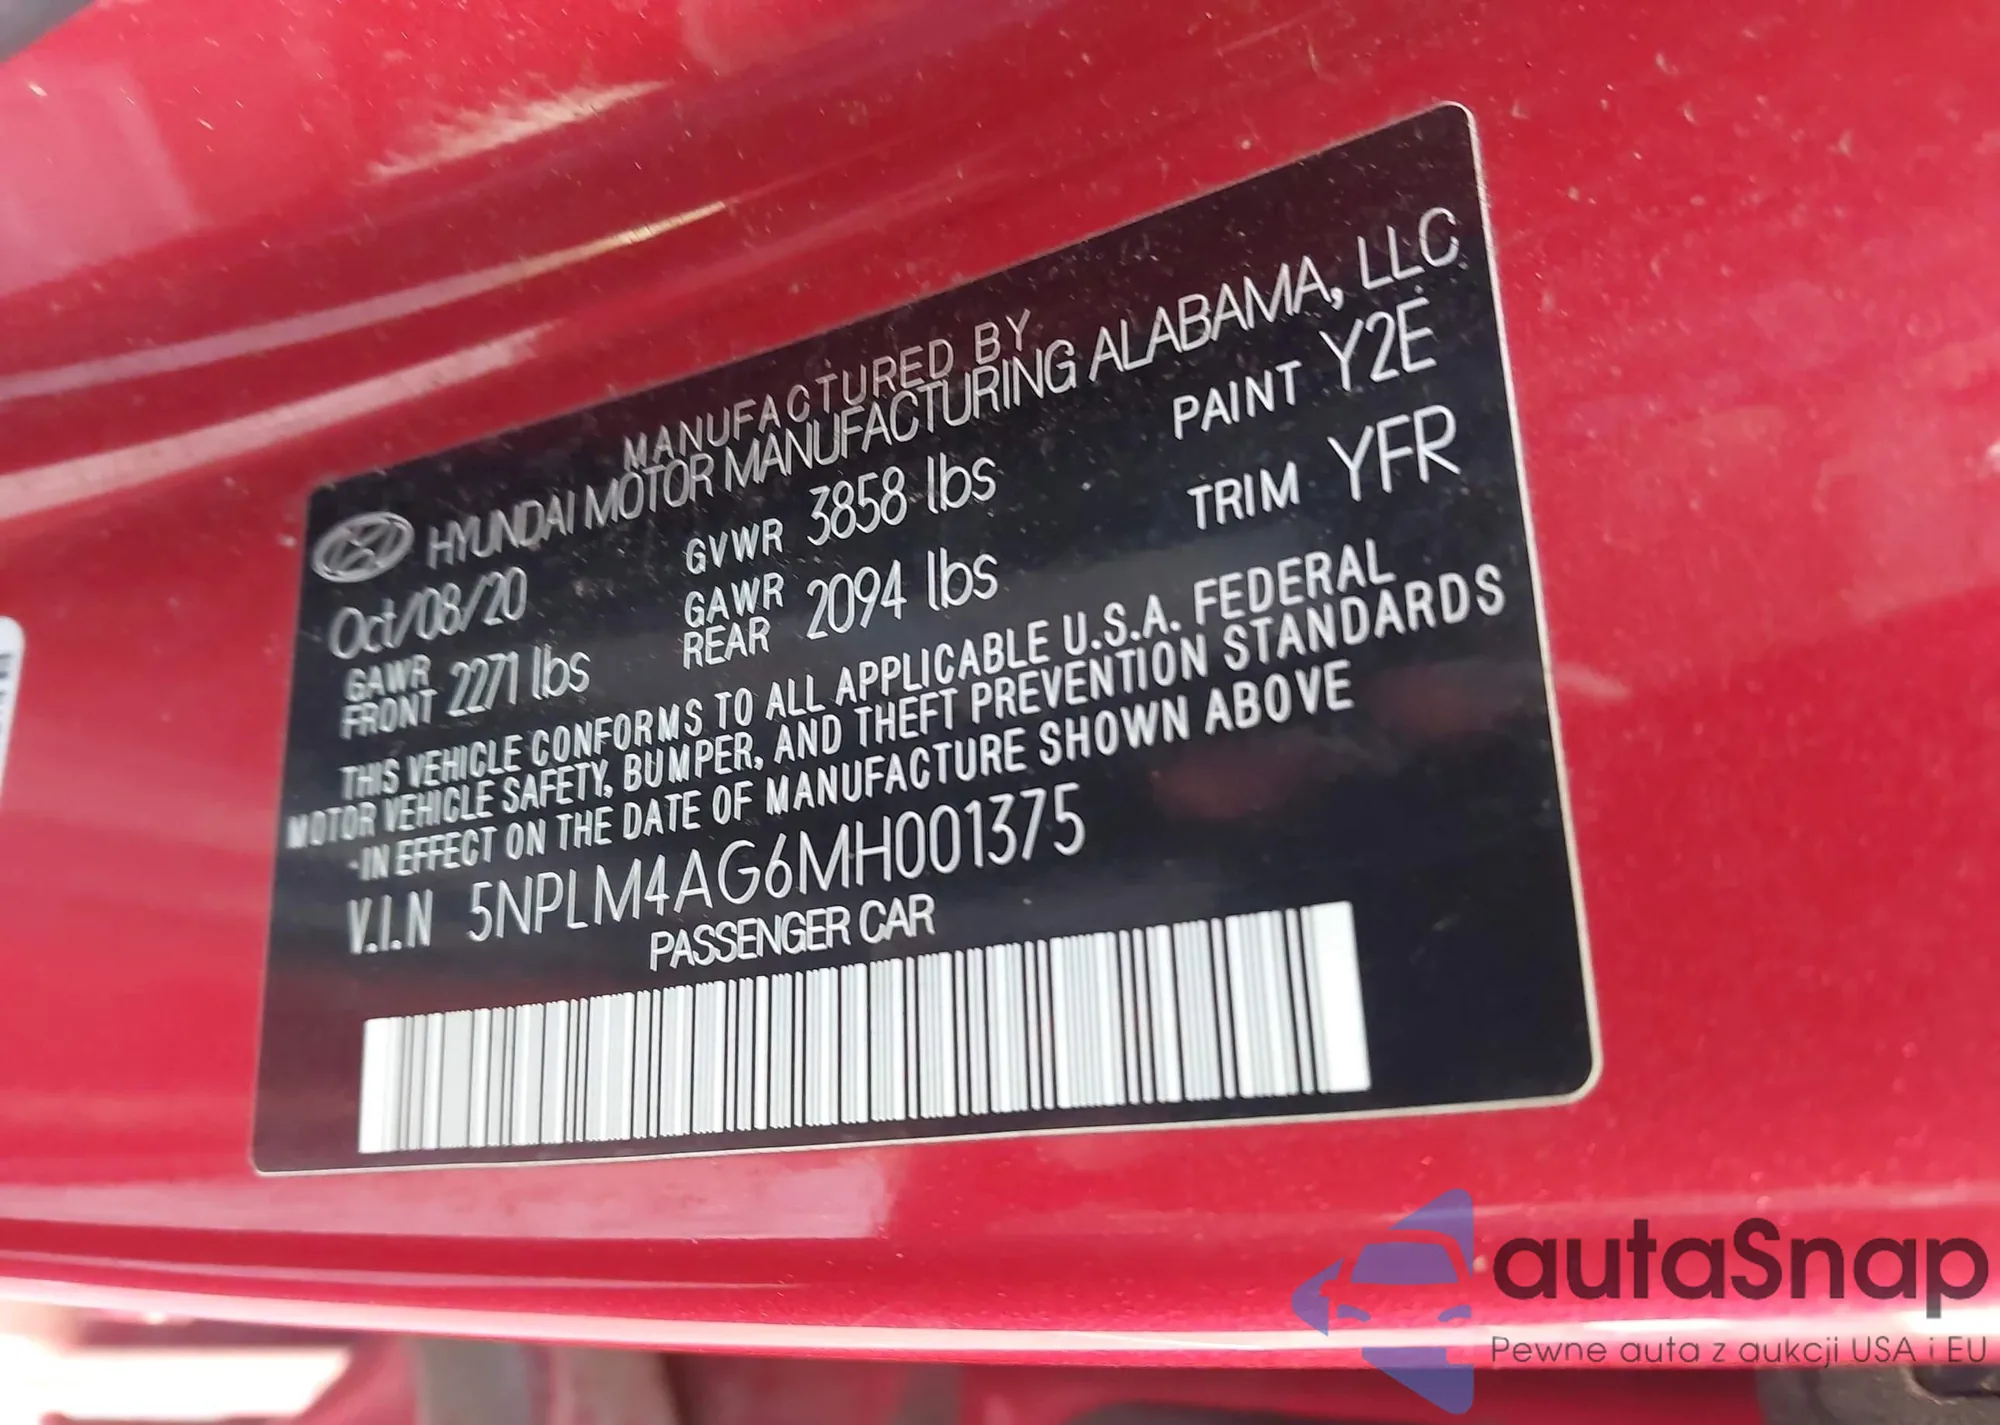 MANUFACTURED BY
HYUNDAI MOTOR MANUFACTURING ALABAMA, LLC
Oct/08/20 GVWR 3858 lbs PAINT Y2E
GAWR FRONT 2271 lbs GAWR REAR 2094 lbs TRIM YFR
THIS VEHICLE CONFORMS TO ALL APPLICABLE U.S.A. FEDERAL
MOTOR VEHICLE SAFETY, BUMPER, AND THEFT PREVENTION STANDARDS
-IN EFFECT ON THE DATE OF MANUFACTURE SHOWN ABOVE
V.I.N 5NPLM4AG6MH001375
PASSENGER CAR
autaSnap
Pewne auta z aukcji USA i EU